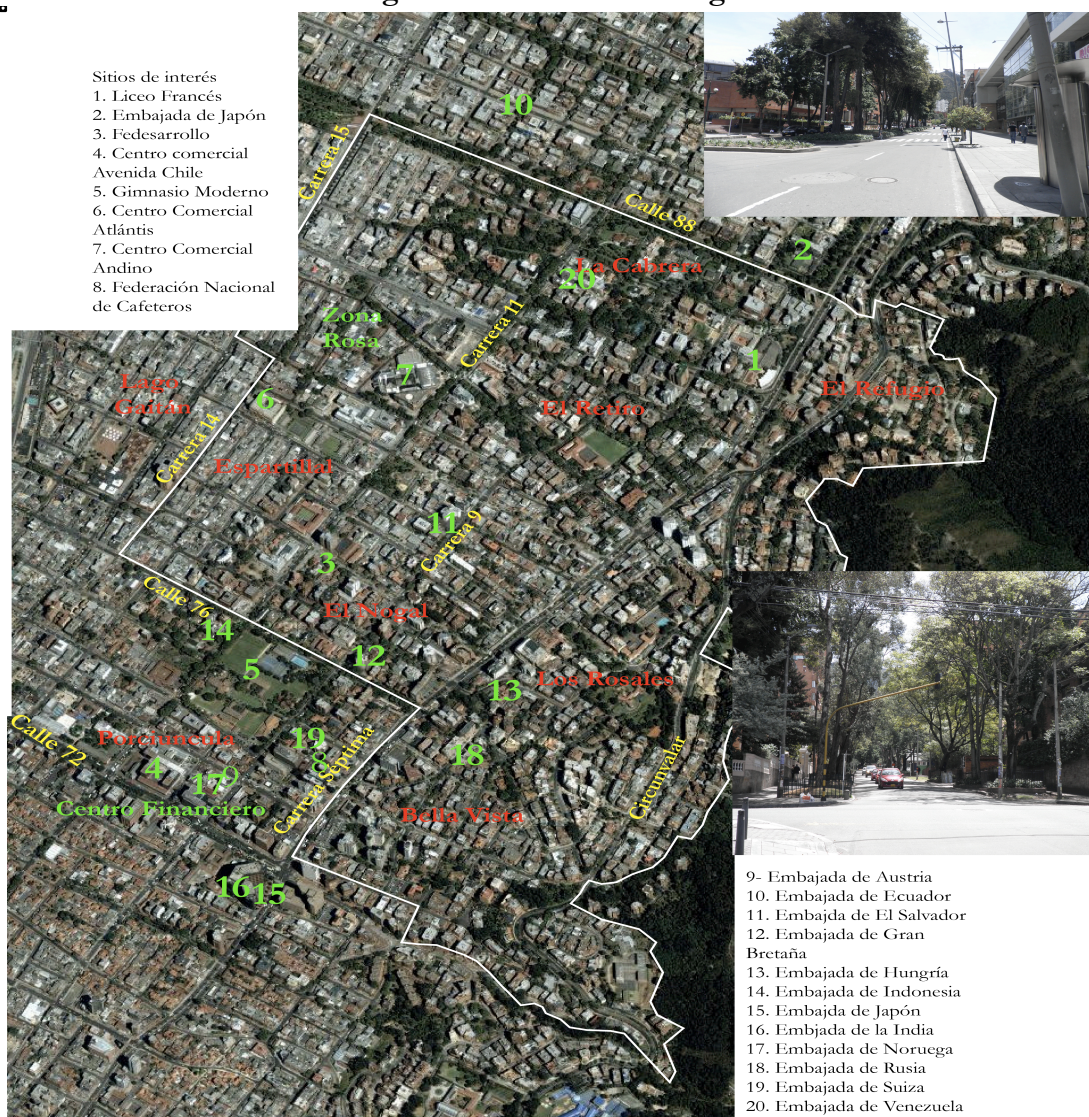 Sitios de interés
1. Liceo Francés
2. Embajada de Japón
3. Fedesarrollo
4. Centro comercial
Avenida Chile
5. Gimnasio Moderno
6. Centro Comercial
Atlántis
7. Centro Comercial
Andino
8. Federación Nacional
de Cafeteros
10
Carrera 15
Calle 88
2
La Cabrera
20
Zona
Rosa
Carrera 11
1
7
Lago
Gaitán
6
El Retiro
El Refugio
Carrera 14
Espartillal
11
Carrera 9
3
Calle 76
El Nogal
14
12
5
13
Los Rosales
Calle 72
Porciuncula
19
18
4
17
9
8
Carrera Séptima
Circunvalar
Centro Financiero
Bella Vista
16
15
9- Embajada de Austria
10. Embajada de Ecuador
11. Embajda de El Salvador
12. Embajada de Gran
Bretaña
13. Embajada de Hungría
14. Embajada de Indonesia
15. Embajda de Japón
16. Embjada de la India
17. Embajada de Noruega
18. Embajada de Rusia
19. Embajada de Suiza
20. Embajada de Venezuela